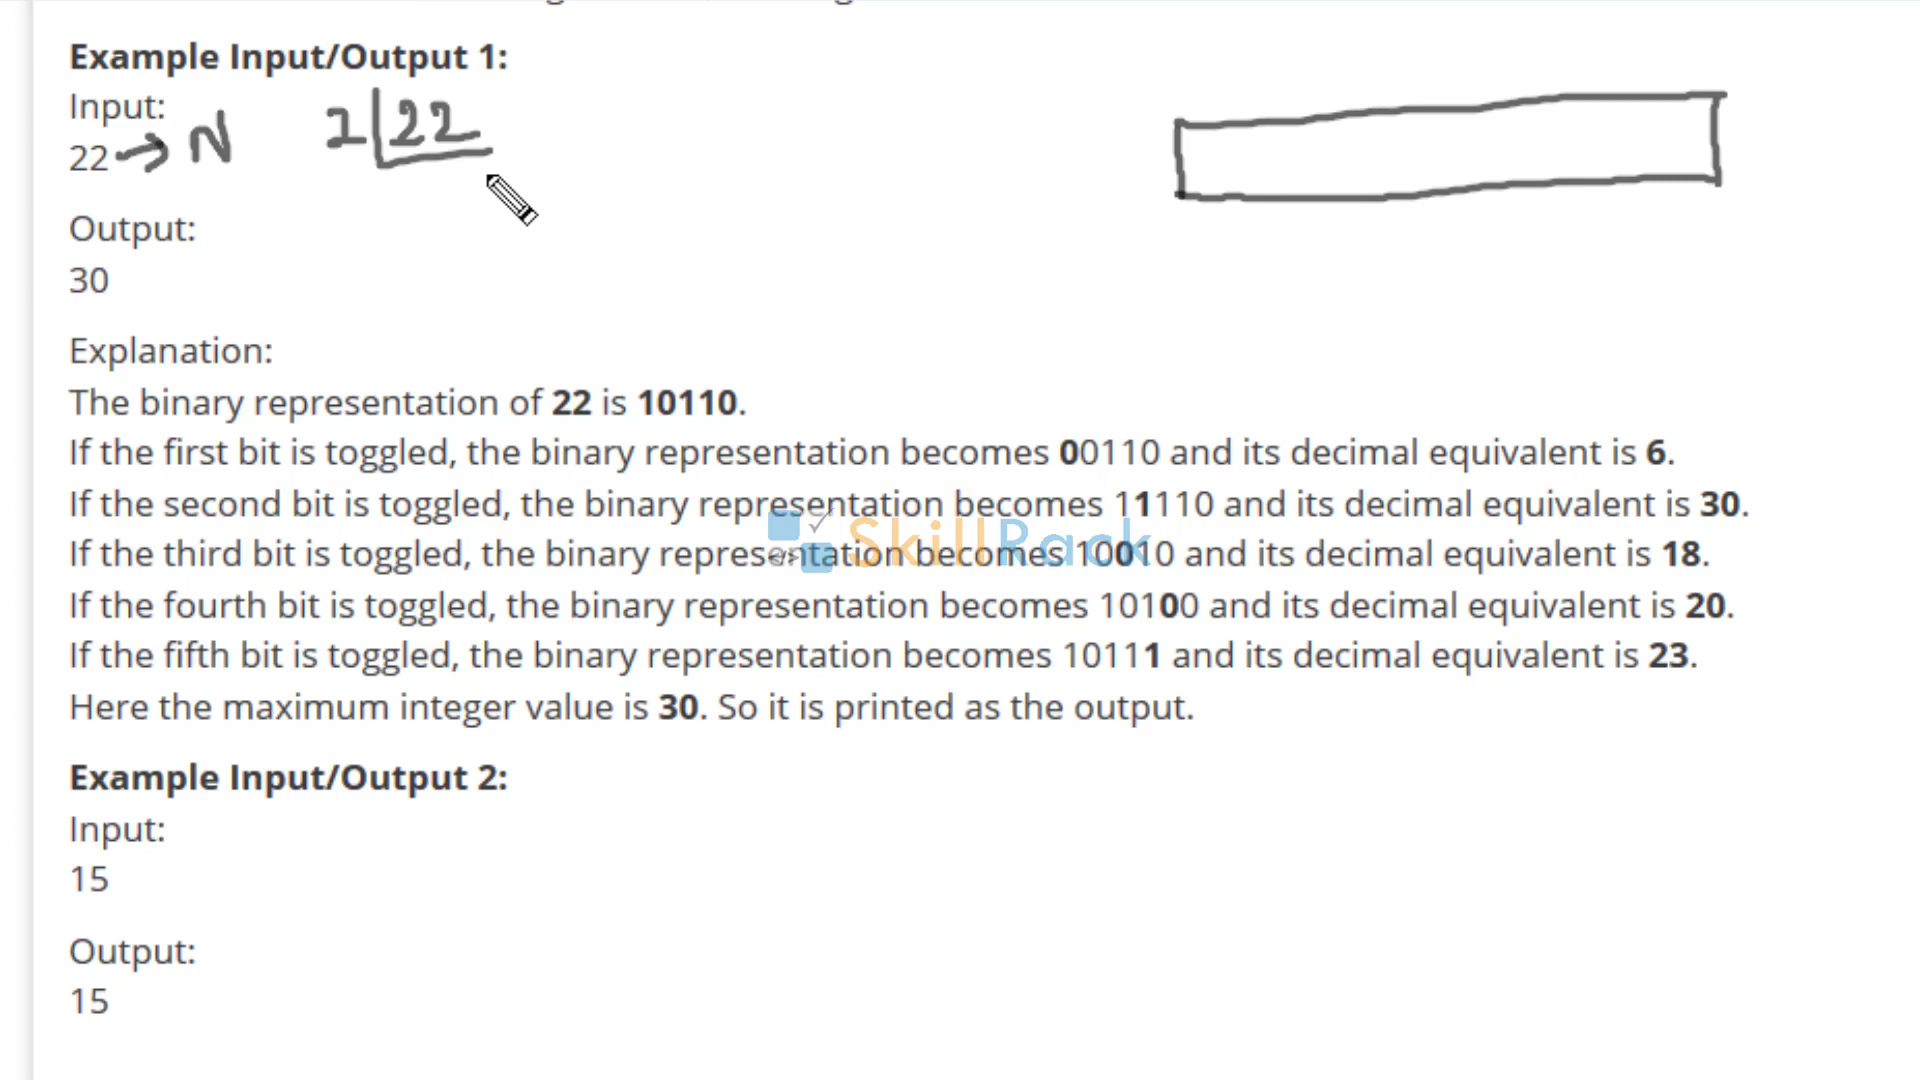 Example Input/Output 1:
Input:
22 → N 2 22
Output:
30
Explanation:
The binary representation of 22 is 10110.
If the first bit is toggled, the binary representation becomes 00110 and its decimal equivalent is 6.
If the second bit is toggled, the binary representation becomes 11110 and its decimal equivalent is 30.
If the third bit is toggled, the binary representation becomes 10010 and its decimal equivalent is 18.
SkillRack
If the fourth bit is toggled, the binary representation becomes 10100 and its decimal equivalent is 20.
If the fifth bit is toggled, the binary representation becomes 10111 and its decimal equivalent is 23.
Here the maximum integer value is 30. So it is printed as the output.
Example Input/Output 2:
Input:
15
Output:
15